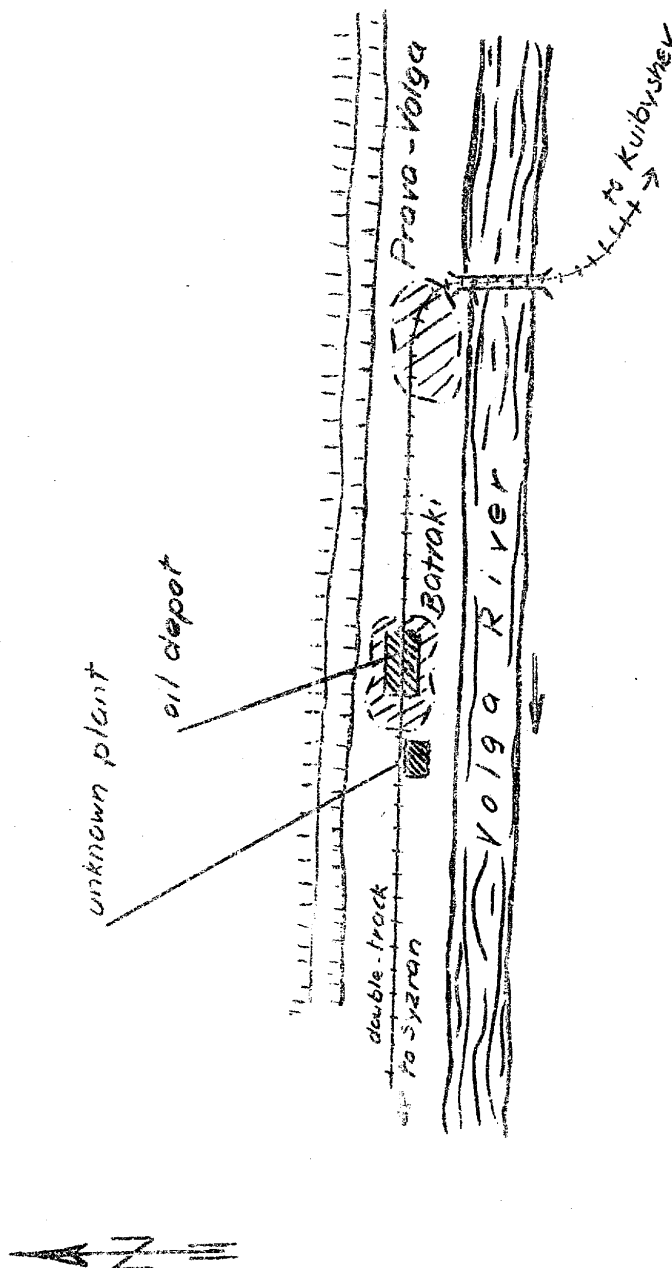 Prava-Volga
to Kuibyshev
oil depot
unknown plant
Batraki
Volga River
double-track
to Syzran
N